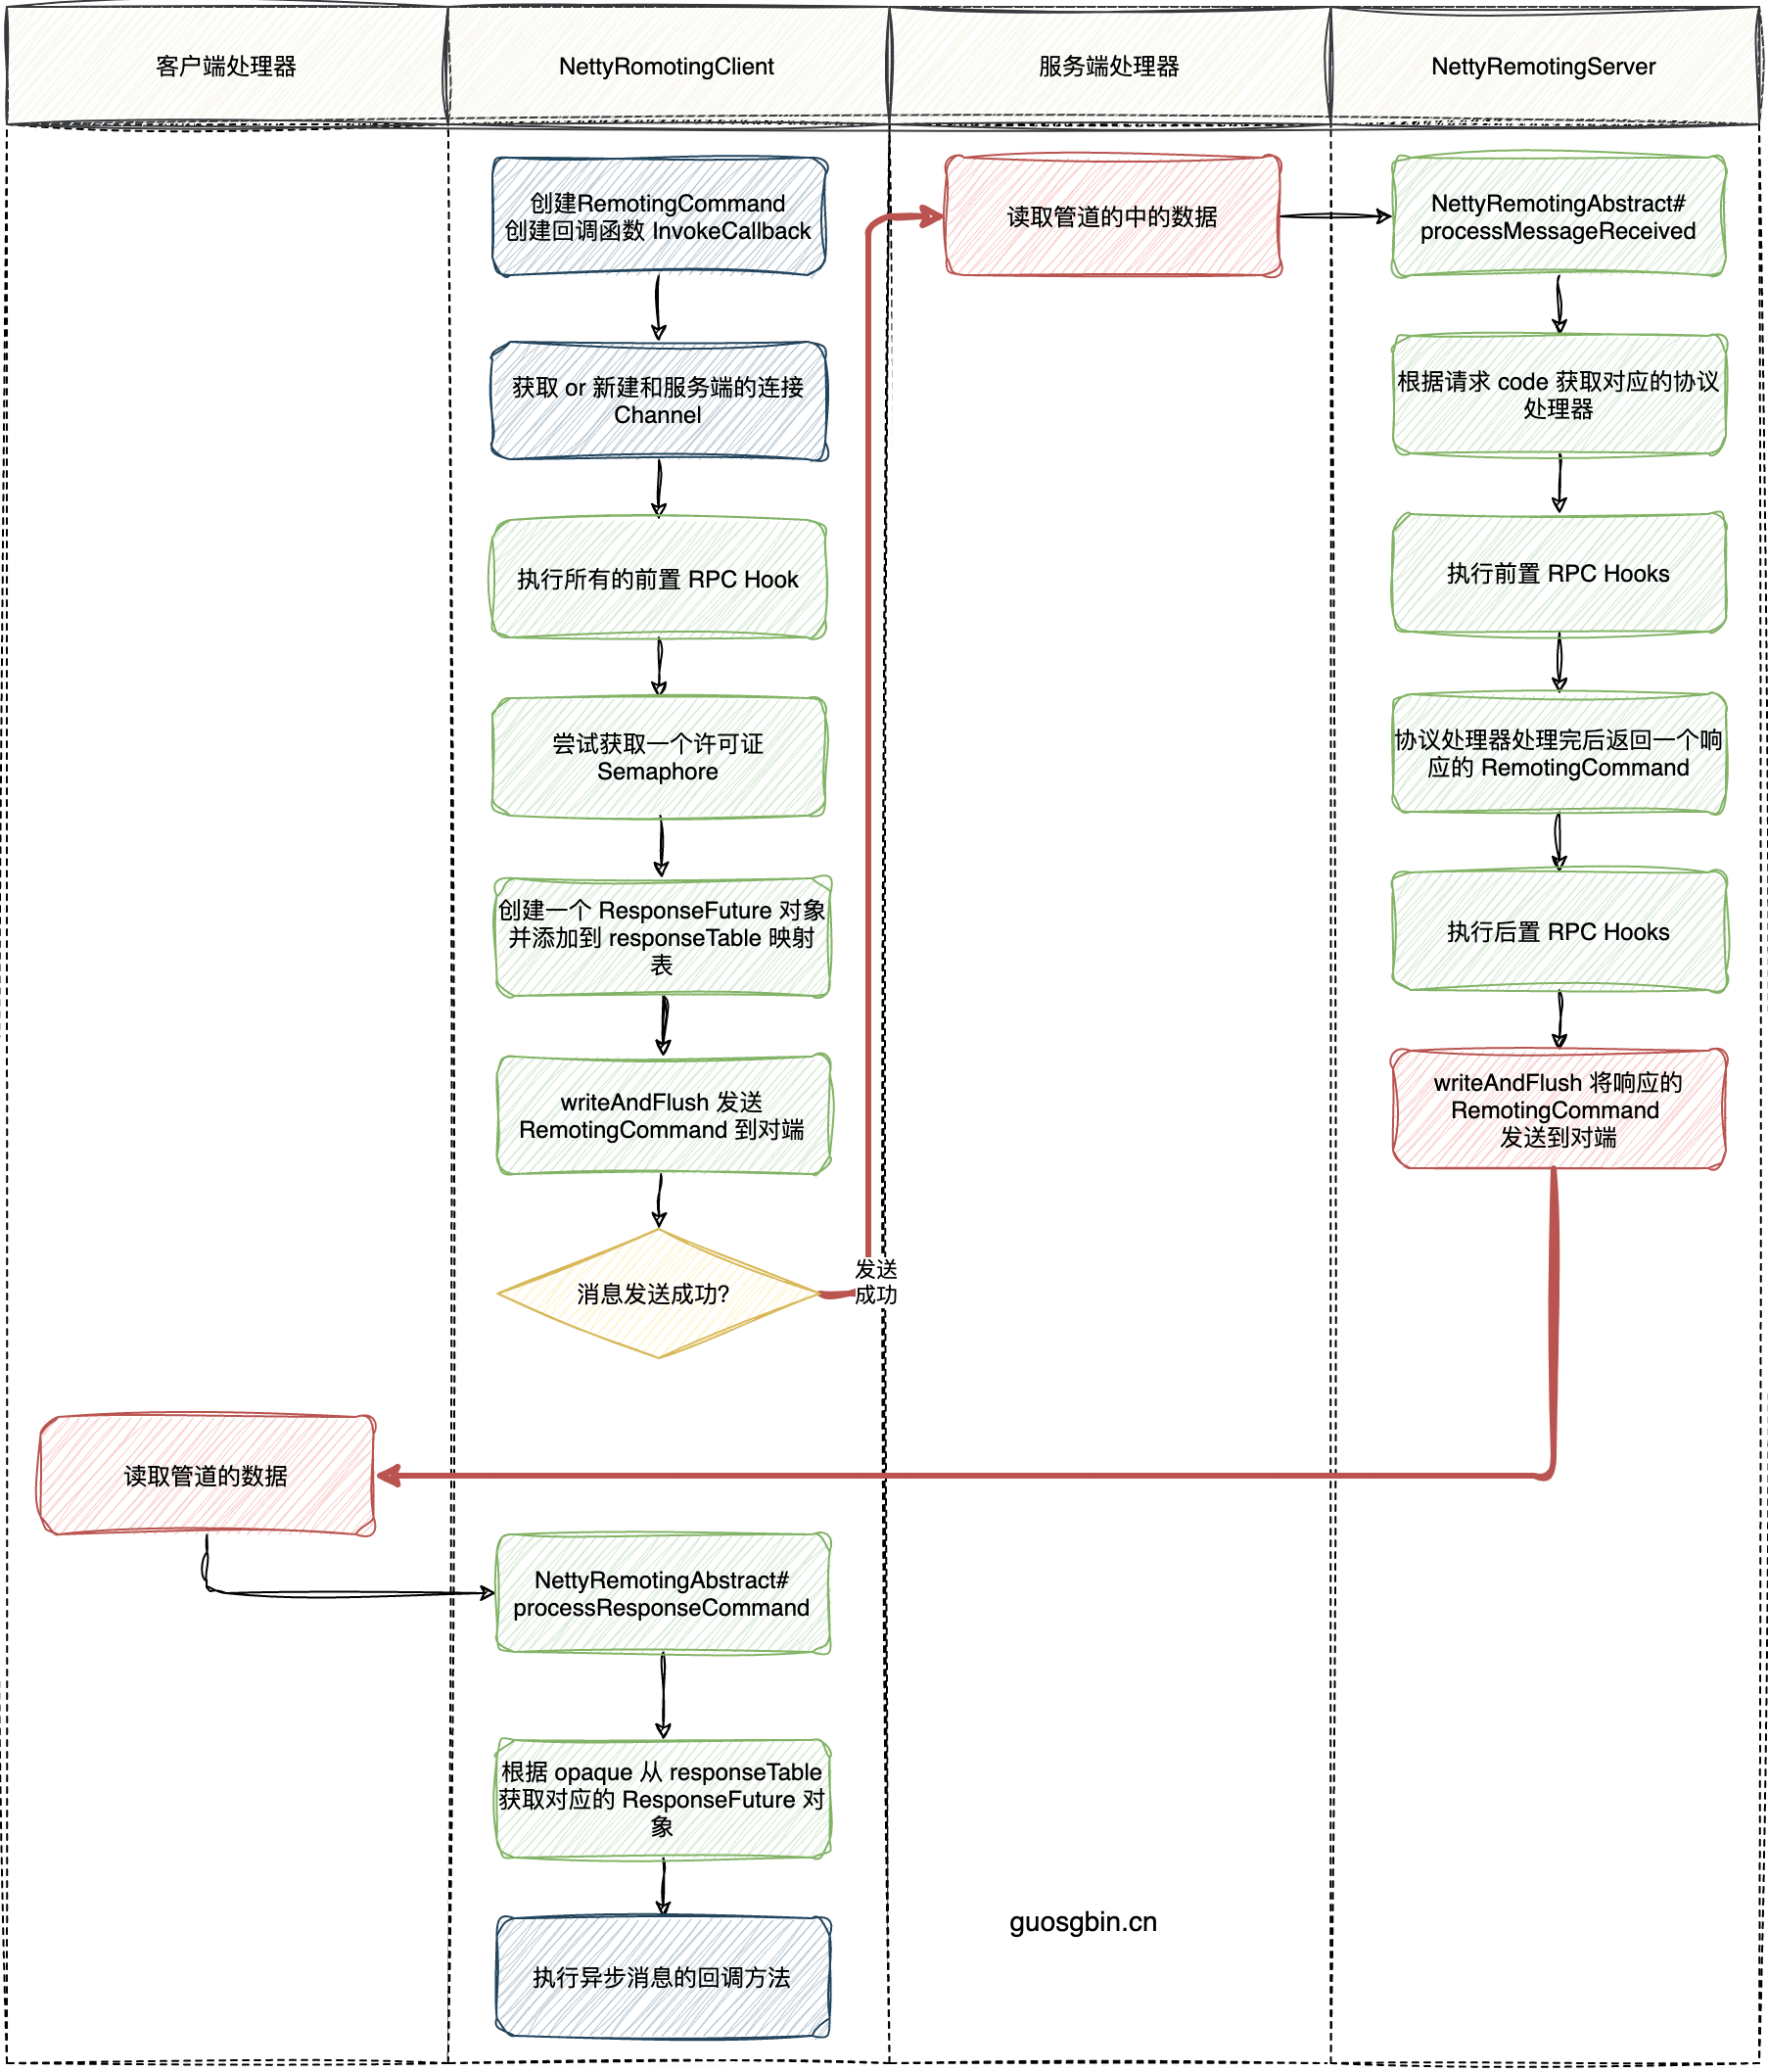 客户端处理器
NettyRomotingClient
服务端处理器
NettyRemotingServer
创建RemotingCommand
创建回调函数 InvokeCallback
获取 or 新建和服务端的连接
Channel
执行所有的前置 RPC Hook
尝试获取一个许可证
Semaphore
创建一个 ResponseFuture 对象
并添加到 responseTable 映射
表
writeAndFlush 发送
RemotingCommand 到对端
消息发送成功?
发送
成功
读取管道的中的数据
NettyRemotingAbstract#
processMessageReceived
根据请求 code 获取对应的协议
处理器
执行前置 RPC Hooks
协议处理器处理完后返回一个响
应的 RemotingCommand
执行后置 RPC Hooks
writeAndFlush 将响应的
RemotingCommand
发送到对端
读取管道的数据
NettyRemotingAbstract#
processResponseCommand
根据 opaque 从 responseTable
获取对应的 ResponseFuture 对
象
执行异步消息的回调方法
guosgbin.cn